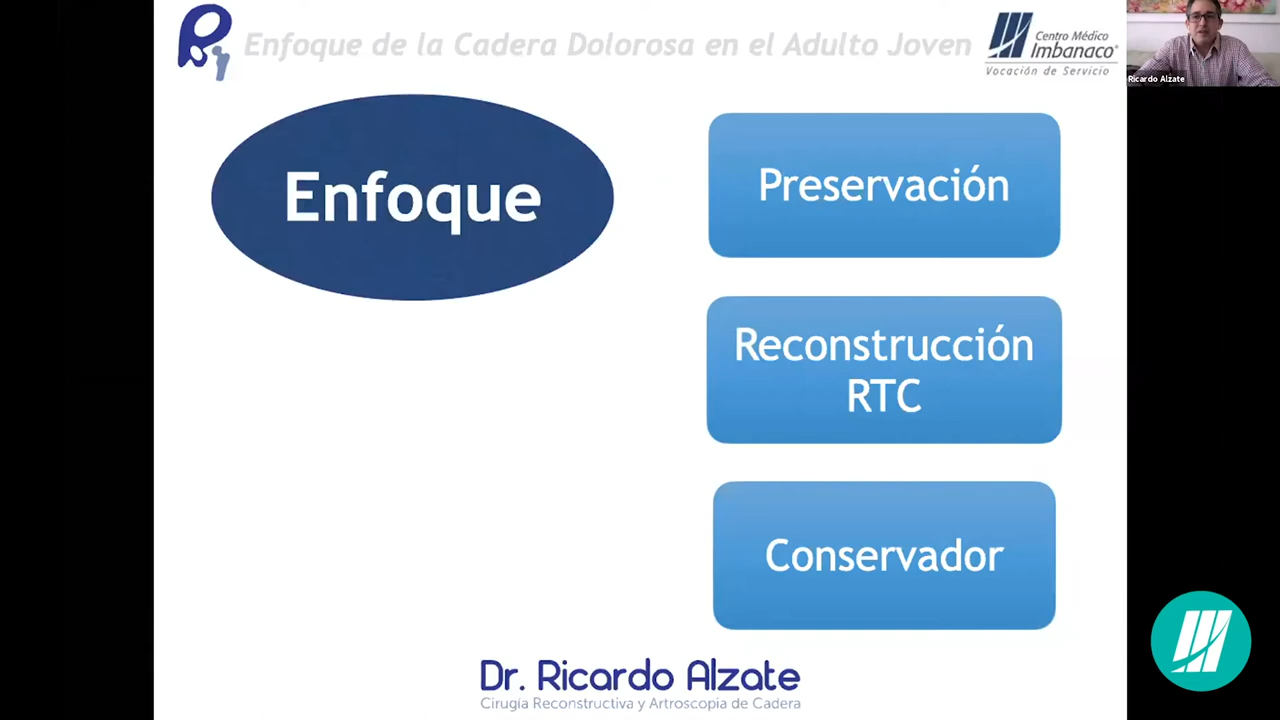 Enfoque de la Cadera Dolorosa en el Adulto Joven
Centro Médico
Imbanaco®
Vocación de Servicio
Ricardo Alzate
Enfoque
Preservación
Reconstrucción
RTC
Conservador
Dr. Ricardo Alzate
Cirugía Reconstructiva y Artroscopia de Cadera